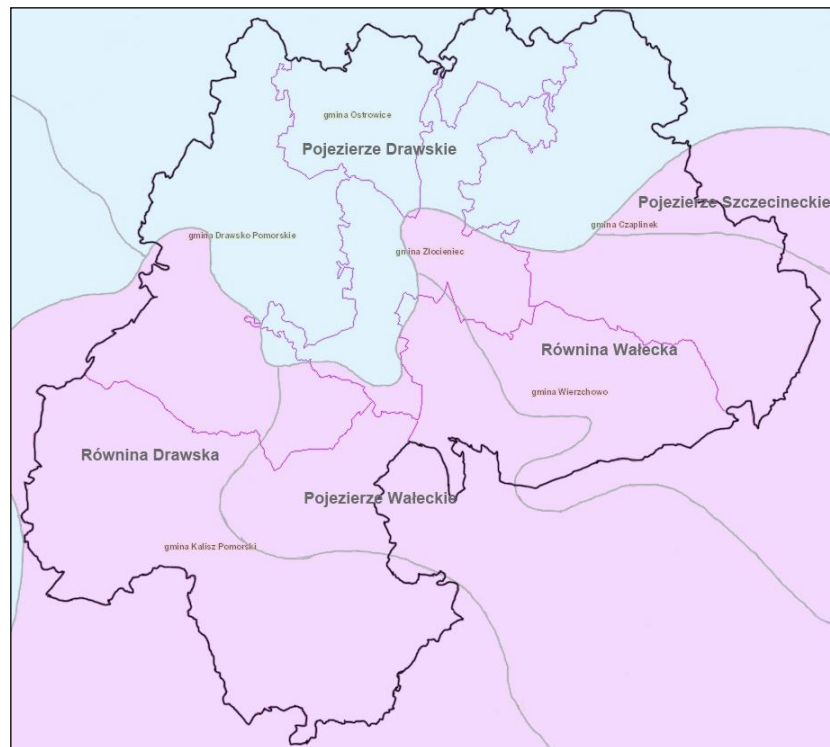 gmina Ostrowice
Pojezierze Drawskie
Pojezierze Szczecineckie
gmina Czaplinek
gmina Drawsko Pomorskie
gmina Złocieniec
Równina Wałecka
gmina Wierzchowo
Równina Drawska
Pojezierze Wałeckie
gmina Kalisz Pomorski